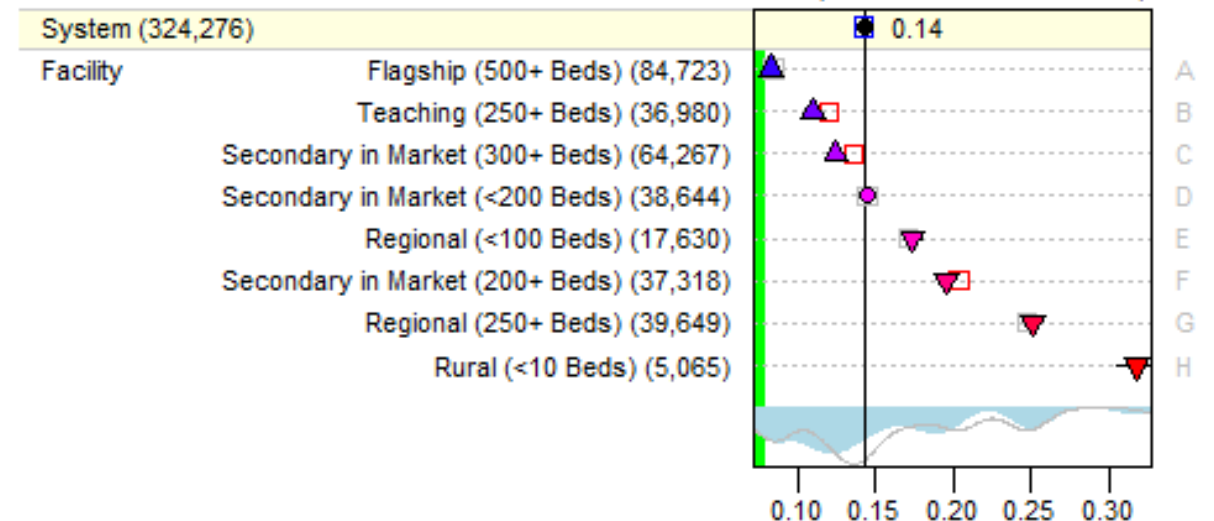 System (324,276) 0.14
Facility Flagship (500+ Beds) (84,723) A
Teaching (250+ Beds) (36,980) B
Secondary in Market (300+ Beds) (64,267) C
Secondary in Market (<200 Beds) (38,644) D
Regional (<100 Beds) (17,630) E
Secondary in Market (200+ Beds) (37,318) F
Regional (250+ Beds) (39,649) G
Rural (<10 Beds) (5,065) H
0.10 0.15 0.20 0.25 0.30